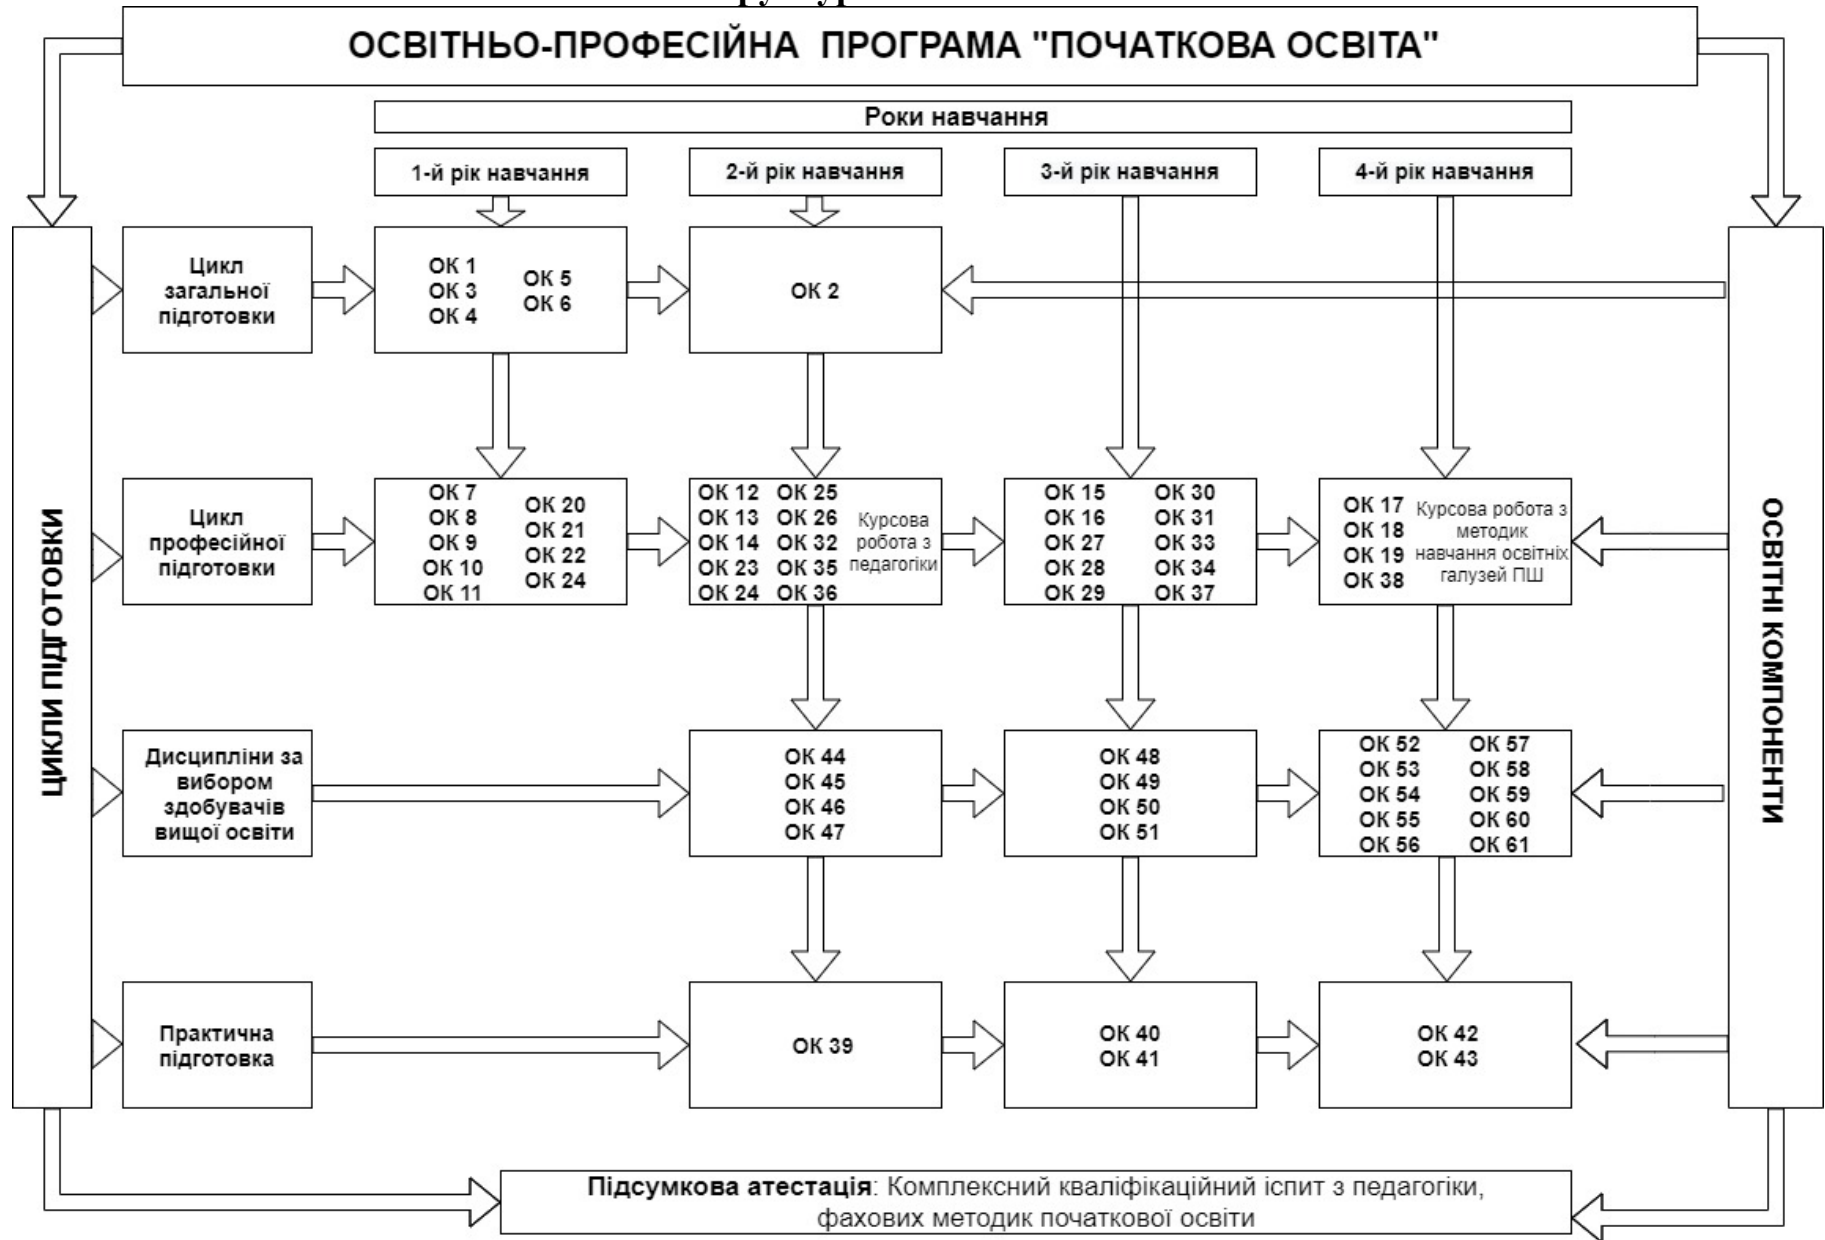 ОСВІТНЬО-ПРОФЕСІЙНА ПРОГРАМА "ПОЧАТКОВА ОСВІТА"
Роки навчання
1-й рік навчання
2-й рік навчання
3-й рік навчання
4-й рік навчання
ЦИКЛИ ПІДГОТОВКИ
Цикл
загальної
підготовки
ОК 1
ОК 3
ОК 4
ОК 5
ОК 6
ОК 2
Цикл
професійної
підготовки
ОК 7
ОК 8
ОК 9
ОК 10
ОК 11
ОК 20
ОК 21
ОК 22
ОК 24
ОК 12
ОК 13
ОК 14
ОК 23
ОК 24
ОК 25
ОК 26
ОК 32
ОК 35
ОК 36
Курсова
робота з
педагогіки
ОК 15
ОК 16
ОК 27
ОК 28
ОК 29
ОК 30
ОК 31
ОК 33
ОК 34
ОК 37
ОК 17
ОК 18
ОК 19
ОК 38
Курсова робота з
методик
навчання освітніх
галузей ПШ
Дисципліни за
вибором
здобувачів
вищої освіти
ОК 44
ОК 45
ОК 46
ОК 47
ОК 48
ОК 49
ОК 50
ОК 51
ОК 52
ОК 53
ОК 54
ОК 55
ОК 56
ОК 57
ОК 58
ОК 59
ОК 60
ОК 61
Практична
підготовка
ОК 39
ОК 40
ОК 41
ОК 42
ОК 43
ОСВІТНІ КОМПОНЕНТИ
Підсумкова атестація: Комплексний кваліфікаційний іспит з педагогіки,
фахових методик початкової освіти